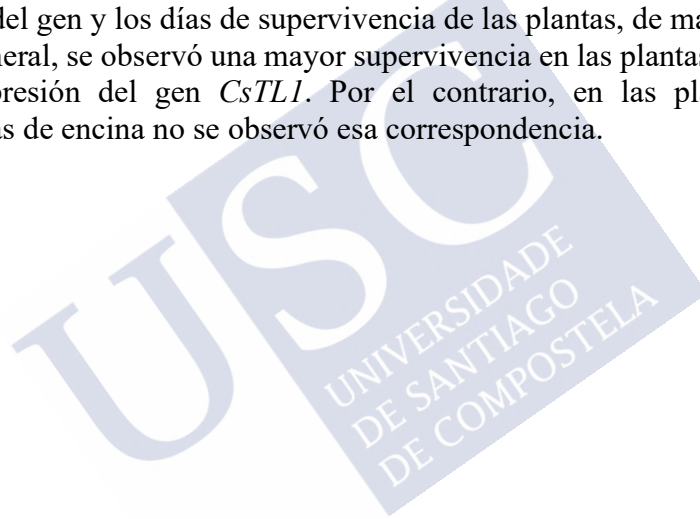 del gen y los días de supervivencia de las plantas, de ma
neral, se observó una mayor supervivencia en las plantas
presión del gen CsTL1. Por el contrario, en las pl
as de encina no se observó esa correspondencia.
USC
UNIVERSIDADE
DE SANTIAGO
DE COMPOSTELA